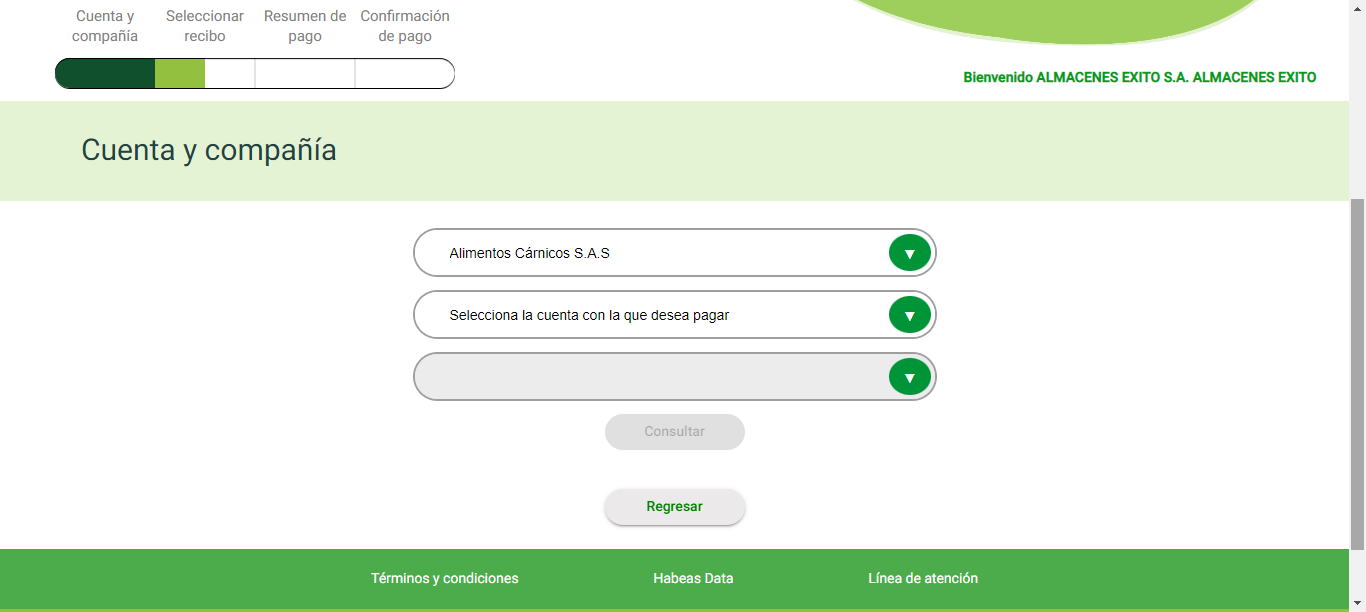 Cuenta y compañía
Seleccionar recibo
Resumen de pago
Confirmación de pago
Bienvenido ALMACENES EXITO S.A. ALMACENES EXITO
Cuenta y compañía
Alimentos Cárnicos S.A.S
Selecciona la cuenta con la que desea pagar
Consultar
Regresar
Términos y condiciones
Habeas Data
Línea de atención